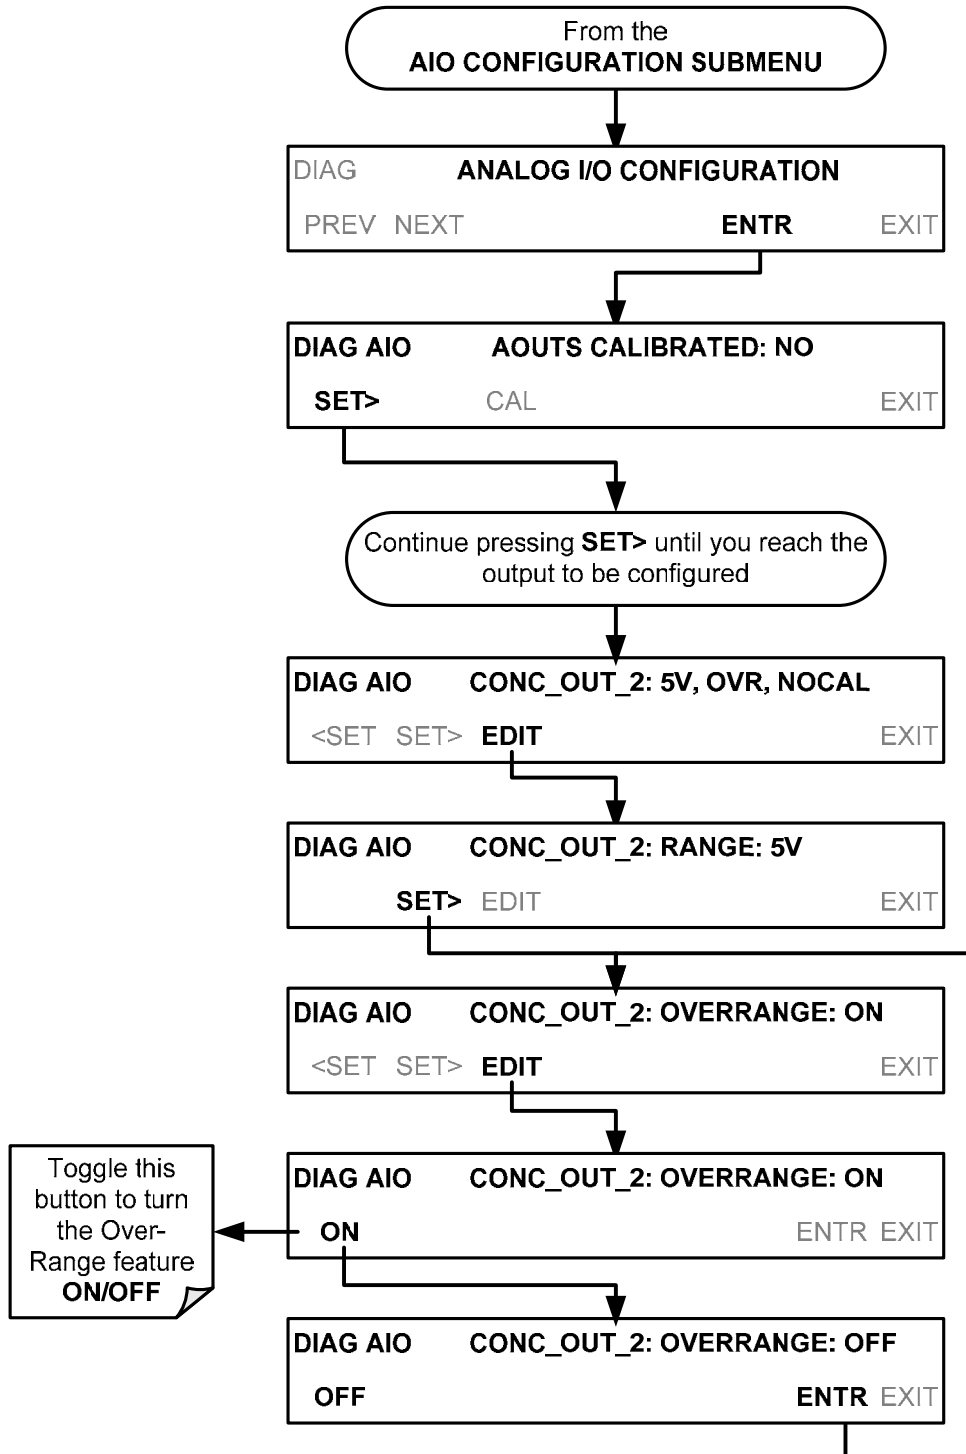 From the
AIO CONFIGURATION SUBMENU
DIAG ANALOG I/O CONFIGURATION
PREV NEXT ENTR EXIT
DIAG AIO AOUTS CALIBRATED: NO
SET> CAL EXIT
Continue pressing SET> until you reach the
output to be configured
DIAG AIO CONC_OUT_2: 5V, OVR, NOCAL
<SET SET> EDIT EXIT
DIAG AIO CONC_OUT_2: RANGE: 5V
SET> EDIT EXIT
DIAG AIO CONC_OUT_2: OVERRANGE: ON
<SET SET> EDIT EXIT
Toggle this
button to turn
the Over-
Range feature
ON/OFF
DIAG AIO CONC_OUT_2: OVERRANGE: ON
ON ENTR EXIT
DIAG AIO CONC_OUT_2: OVERRANGE: OFF
OFF ENTR EXIT